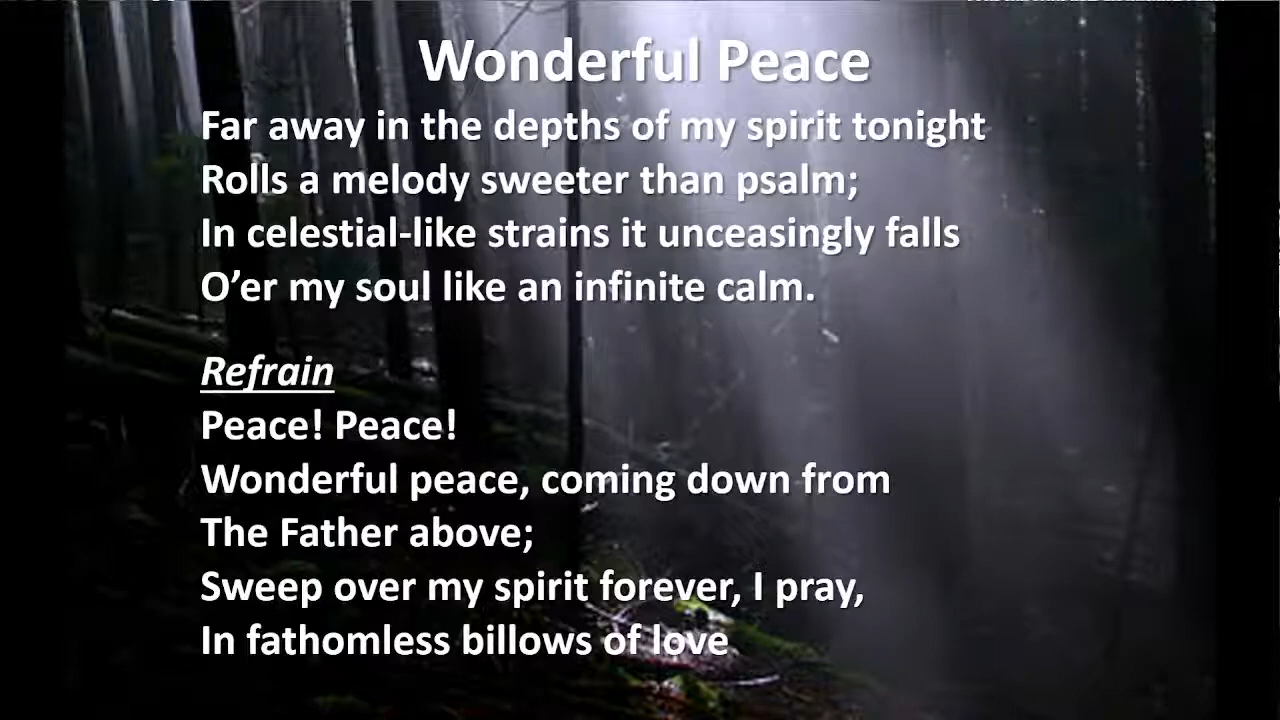 Wonderful Peace
Far away in the depths of my spirit tonight
Rolls a melody sweeter than psalm;
In celestial-like strains it unceasingly falls
O’er my soul like an infinite calm.
Refrain
Peace! Peace!
Wonderful peace, coming down from
The Father above;
Sweep over my spirit forever, I pray,
In fathomless billows of love